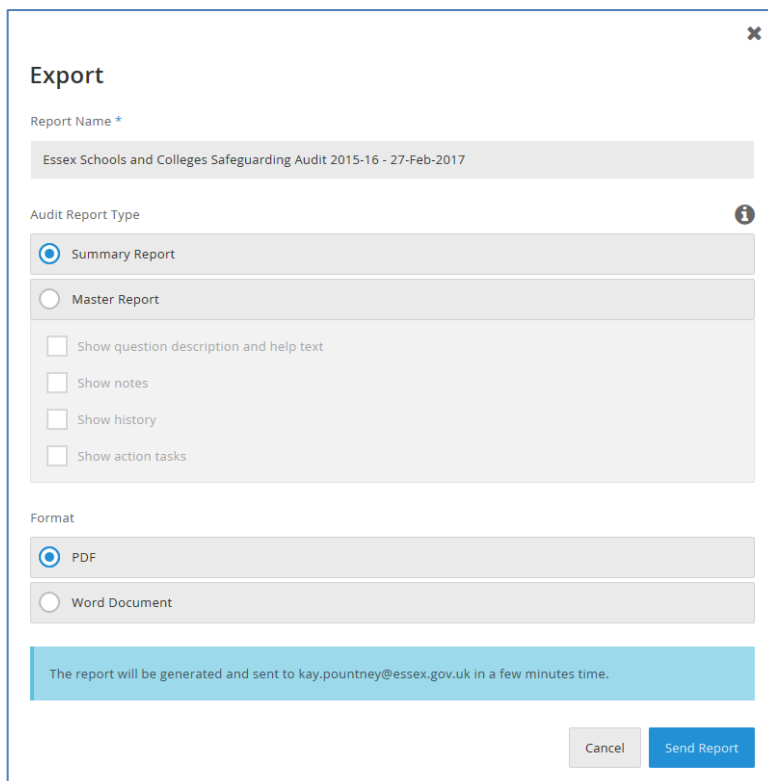 Export
Report Name *
Essex Schools and Colleges Safeguarding Audit 2015-16 - 27-Feb-2017
Audit Report Type
Summary Report
Master Report
Show question description and help text
Show notes
Show history
Show action tasks
Format
PDF
Word Document
The report will be generated and sent to kay.pountney@essex.gov.uk in a few minutes time.
Cancel Send Report